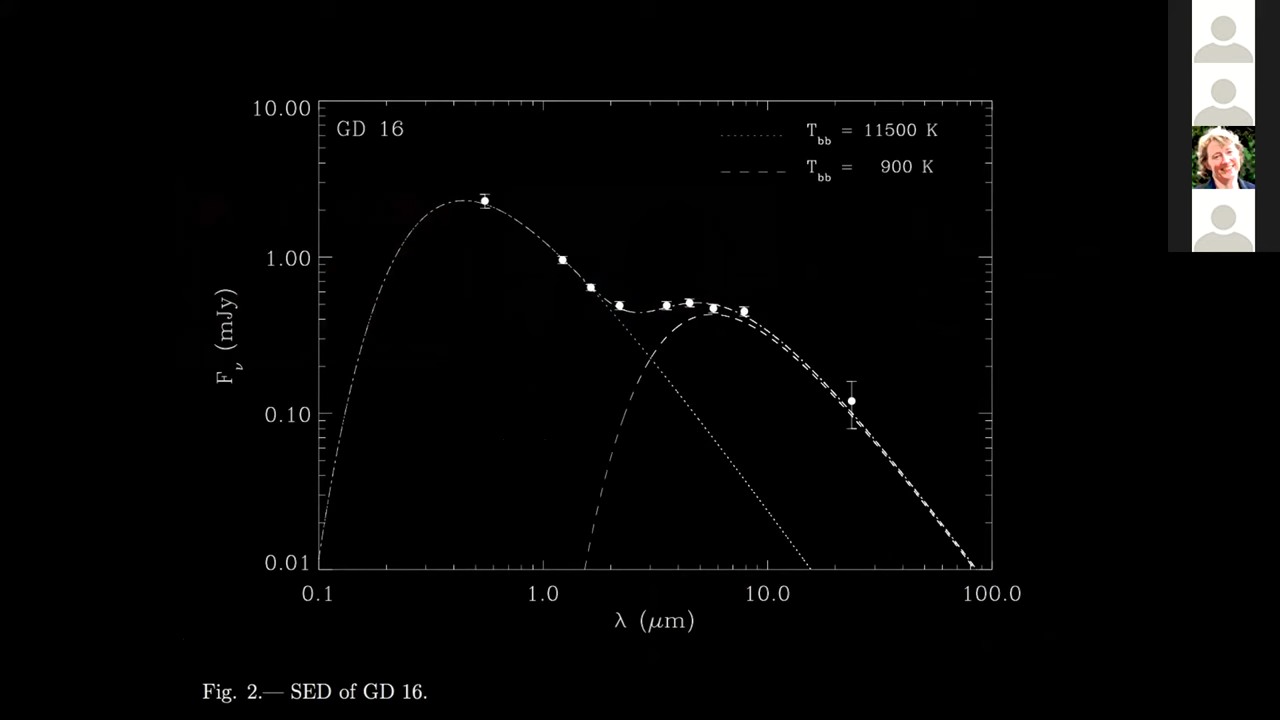 10.00
GD 16
T_bb = 11500 K
T_bb = 900 K
1.00
F_ν (mJy)
0.10
0.01
0.1 1.0 10.0 100.0
λ (μm)
Fig. 2.— SED of GD 16.